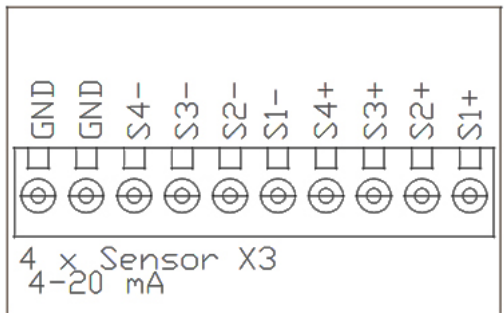 GND GND S4- S3- S2- S1- S4+ S3+ S2+ S1+
4 x Sensor X3
4-20 mA